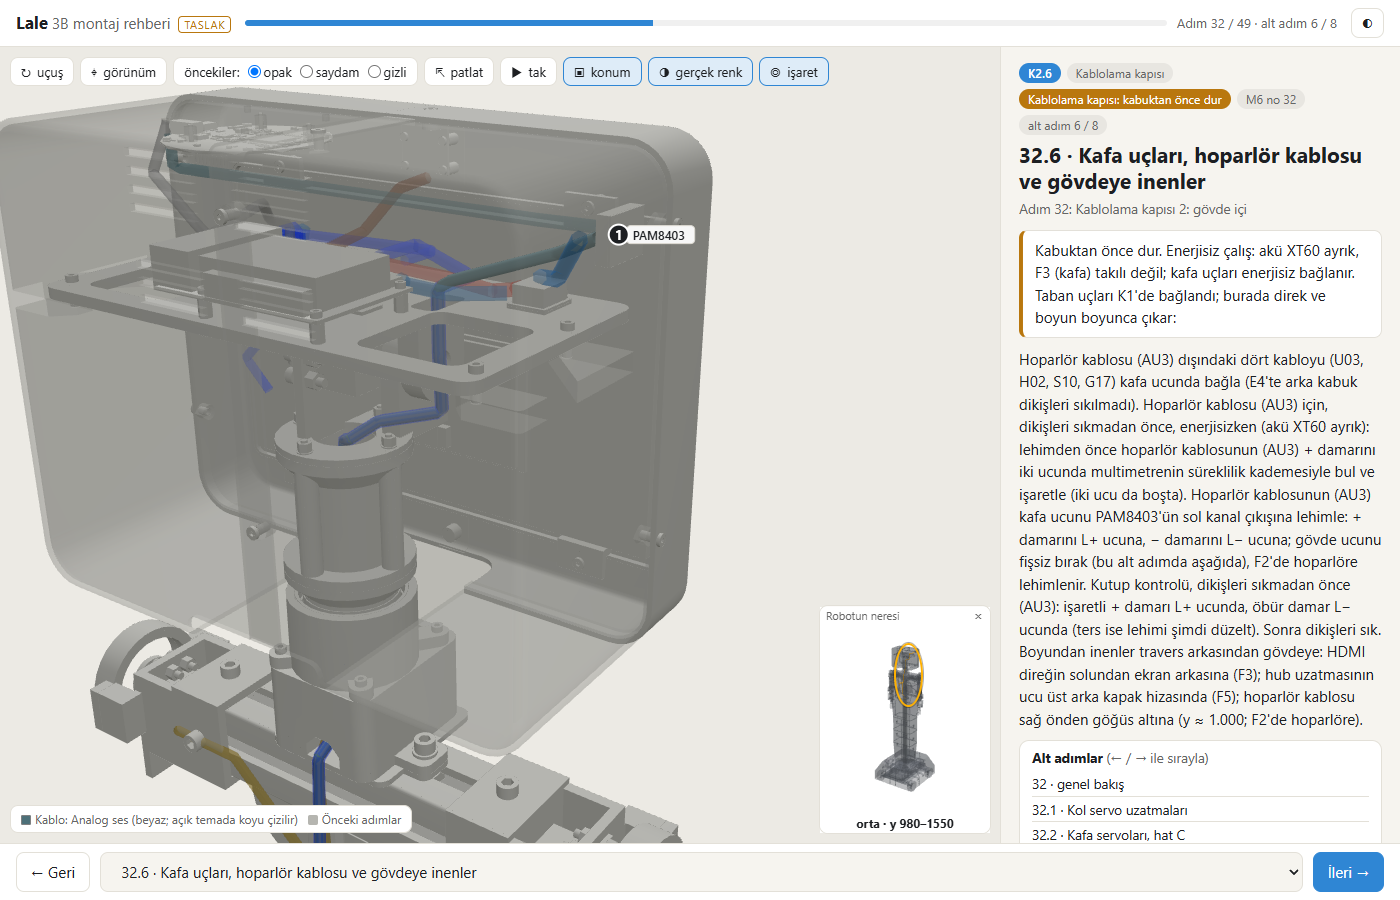 Lale 3B montaj rehberi TASLAK
Adım 32 / 49 · alt adım 6 / 8
↻ uçuş
⌖ görünüm
öncekiler: opak saydam gizli
⇱ patlat
▶ tak
▣ konum
◑ gerçek renk
◎ işaret
1 PAM8403
Kablo: Analog ses (beyaz; açık temada koyu çizilir) Önceki adımlar
Robotun neresi ×
orta · y 980–1550
K2.6 Kablolama kapısı
Kablolama kapısı: kabuktan önce dur M6 no 32
alt adım 6 / 8
32.6 · Kafa uçları, hoparlör kablosu
ve gövdeye inenler
Adım 32: Kablolama kapısı 2: gövde içi
Kabuktan önce dur. Enerjisiz çalış: akü XT60 ayrık,
F3 (kafa) takılı değil; kafa uçları enerjisiz bağlanır.
Taban uçları K1'de bağlandı; burada direk ve
boyun boyunca çıkar:
Hoparlör kablosu (AU3) dışındaki dört kabloyu (U03,
H02, S10, G17) kafa ucunda bağla (E4'te arka kabuk
dikişleri sıkılmadı). Hoparlör kablosu (AU3) için,
dikişleri sıkmadan önce, enerjisizken (akü XT60 ayrık):
lehimden önce hoparlör kablosunun (AU3) + damarını
iki ucunda multimetrenin süreklilik kademesiyle bul ve
işaretle (iki ucu da boşta). Hoparlör kablosunun (AU3)
kafa ucunu PAM8403'ün sol kanal çıkışına lehimle: +
damarını L+ ucuna, − damarını L− ucuna; gövde ucunu
fişsiz bırak (bu alt adımda aşağıda), F2'de hoparlöre
lehimlenir. Kutup kontrolü, dikişleri sıkmadan önce
(AU3): işaretli + damarı L+ ucunda, öbür damar L−
ucunda (ters ise lehimi şimdi düzelt). Sonra dikişleri sık.
Boyundan inenler travers arkasından gövdeye: HDMI
direğin solundan ekran arkasına (F3); hub uzatmasının
ucu üst arka kapak hizasında (F5); hoparlör kablosu
sağ önden göğüs altına (y ≈ 1.000; F2'de hoparlöre).
Alt adımlar (← / → ile sırayla)
32 · genel bakış
32.1 · Kol servo uzatmaları
32.2 · Kafa servoları, hat C
← Geri
32.6 · Kafa uçları, hoparlör kablosu ve gövdeye inenler
İleri →